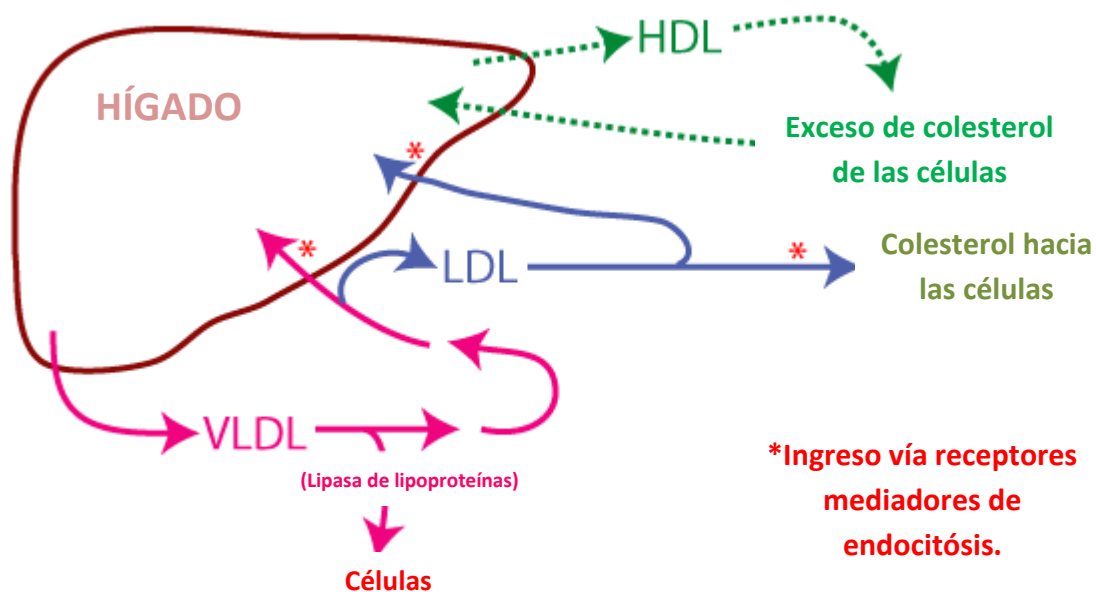 HDL
HÍGADO
Exceso de colesterol
de las células
*
*
*
LDL
Colesterol hacia
las células
VLDL
(Lipasa de lipoproteínas)
Células
*Ingreso vía receptores
mediadores de
endocitósis.